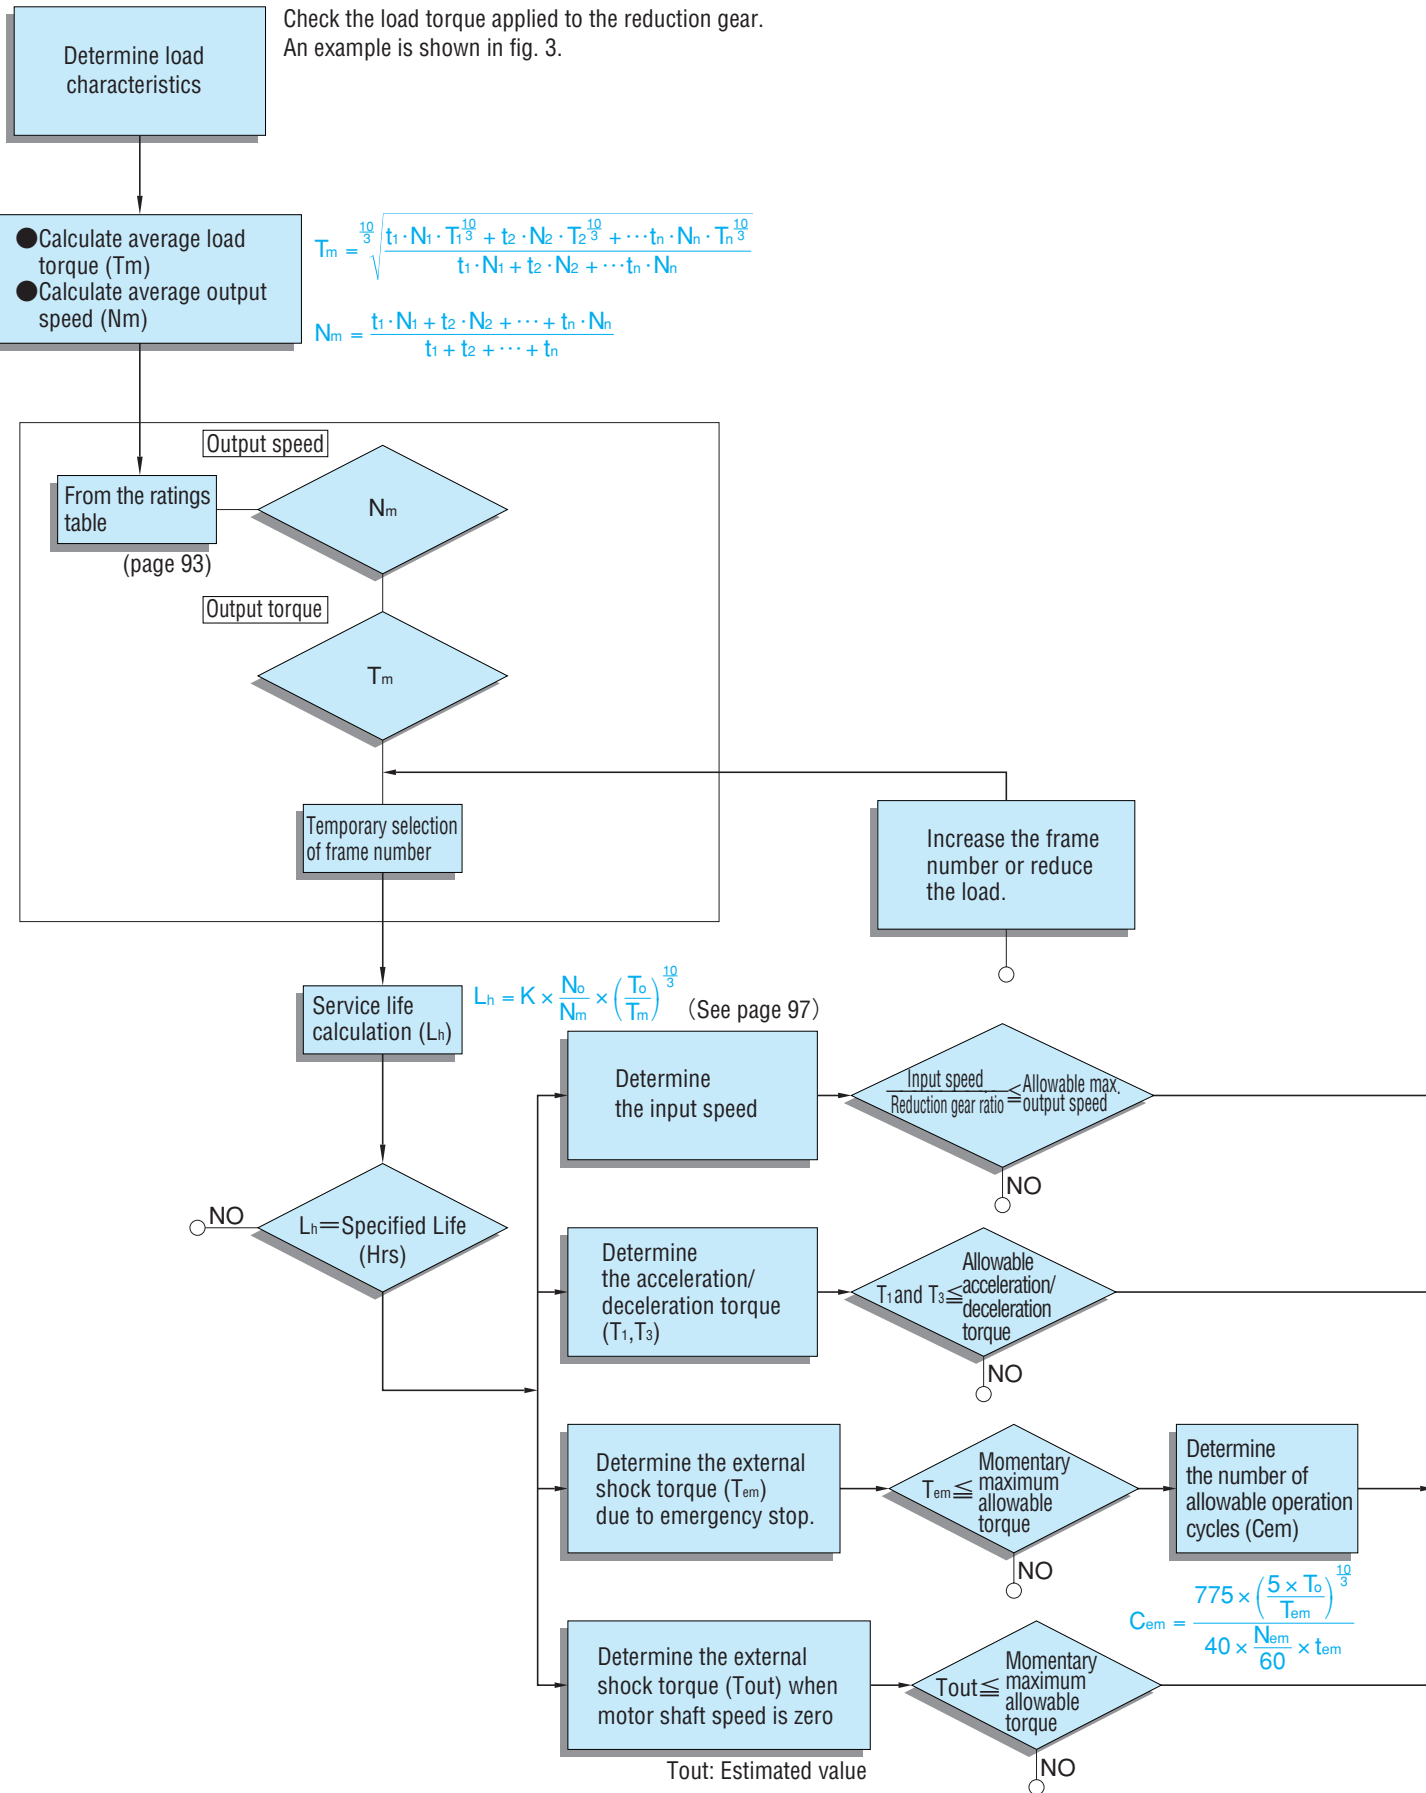 Check the load torque applied to the reduction gear.
An example is shown in fig. 3.
Determine load
characteristics
●Calculate average load
torque (Tm)
●Calculate average output
speed (Nm)
Tm = ¹⁰⁄₃√((t1·N1·T1^(10/3) + t2·N2·T2^(10/3) + ···tn·Nn·Tn^(10/3)) / (t1·N1 + t2·N2 + ···tn·Nn))
Nm = (t1·N1 + t2·N2 + ··· + tn·Nn) / (t1 + t2 + ··· + tn)
Output speed
From the ratings
table
(page 93)
Nm
Output torque
Tm
Temporary selection
of frame number
Increase the frame
number or reduce
the load.
Service life
calculation (Lh)
Lh = K × No/Nm × (To/Tm)^(10/3) (See page 97)
Determine
the input speed
Input speed
Reduction gear ratio
≦
Allowable max.
output speed
NO
NO
Lh＝Specified Life
(Hrs)
Determine
the acceleration/
deceleration torque
(T1,T3)
T1 and T3≦
Allowable
acceleration/
deceleration
torque
NO
Determine the external
shock torque (Tem)
due to emergency stop.
Tem≦
Momentary
maximum
allowable
torque
NO
Determine
the number of
allowable operation
cycles (Cem)
Cem = (775 × (5 × To / Tem)^(10/3)) / (40 × Nem/60 × tem)
Determine the external
shock torque (Tout) when
motor shaft speed is zero
Tout≦
Momentary
maximum
allowable
torque
NO
Tout: Estimated value